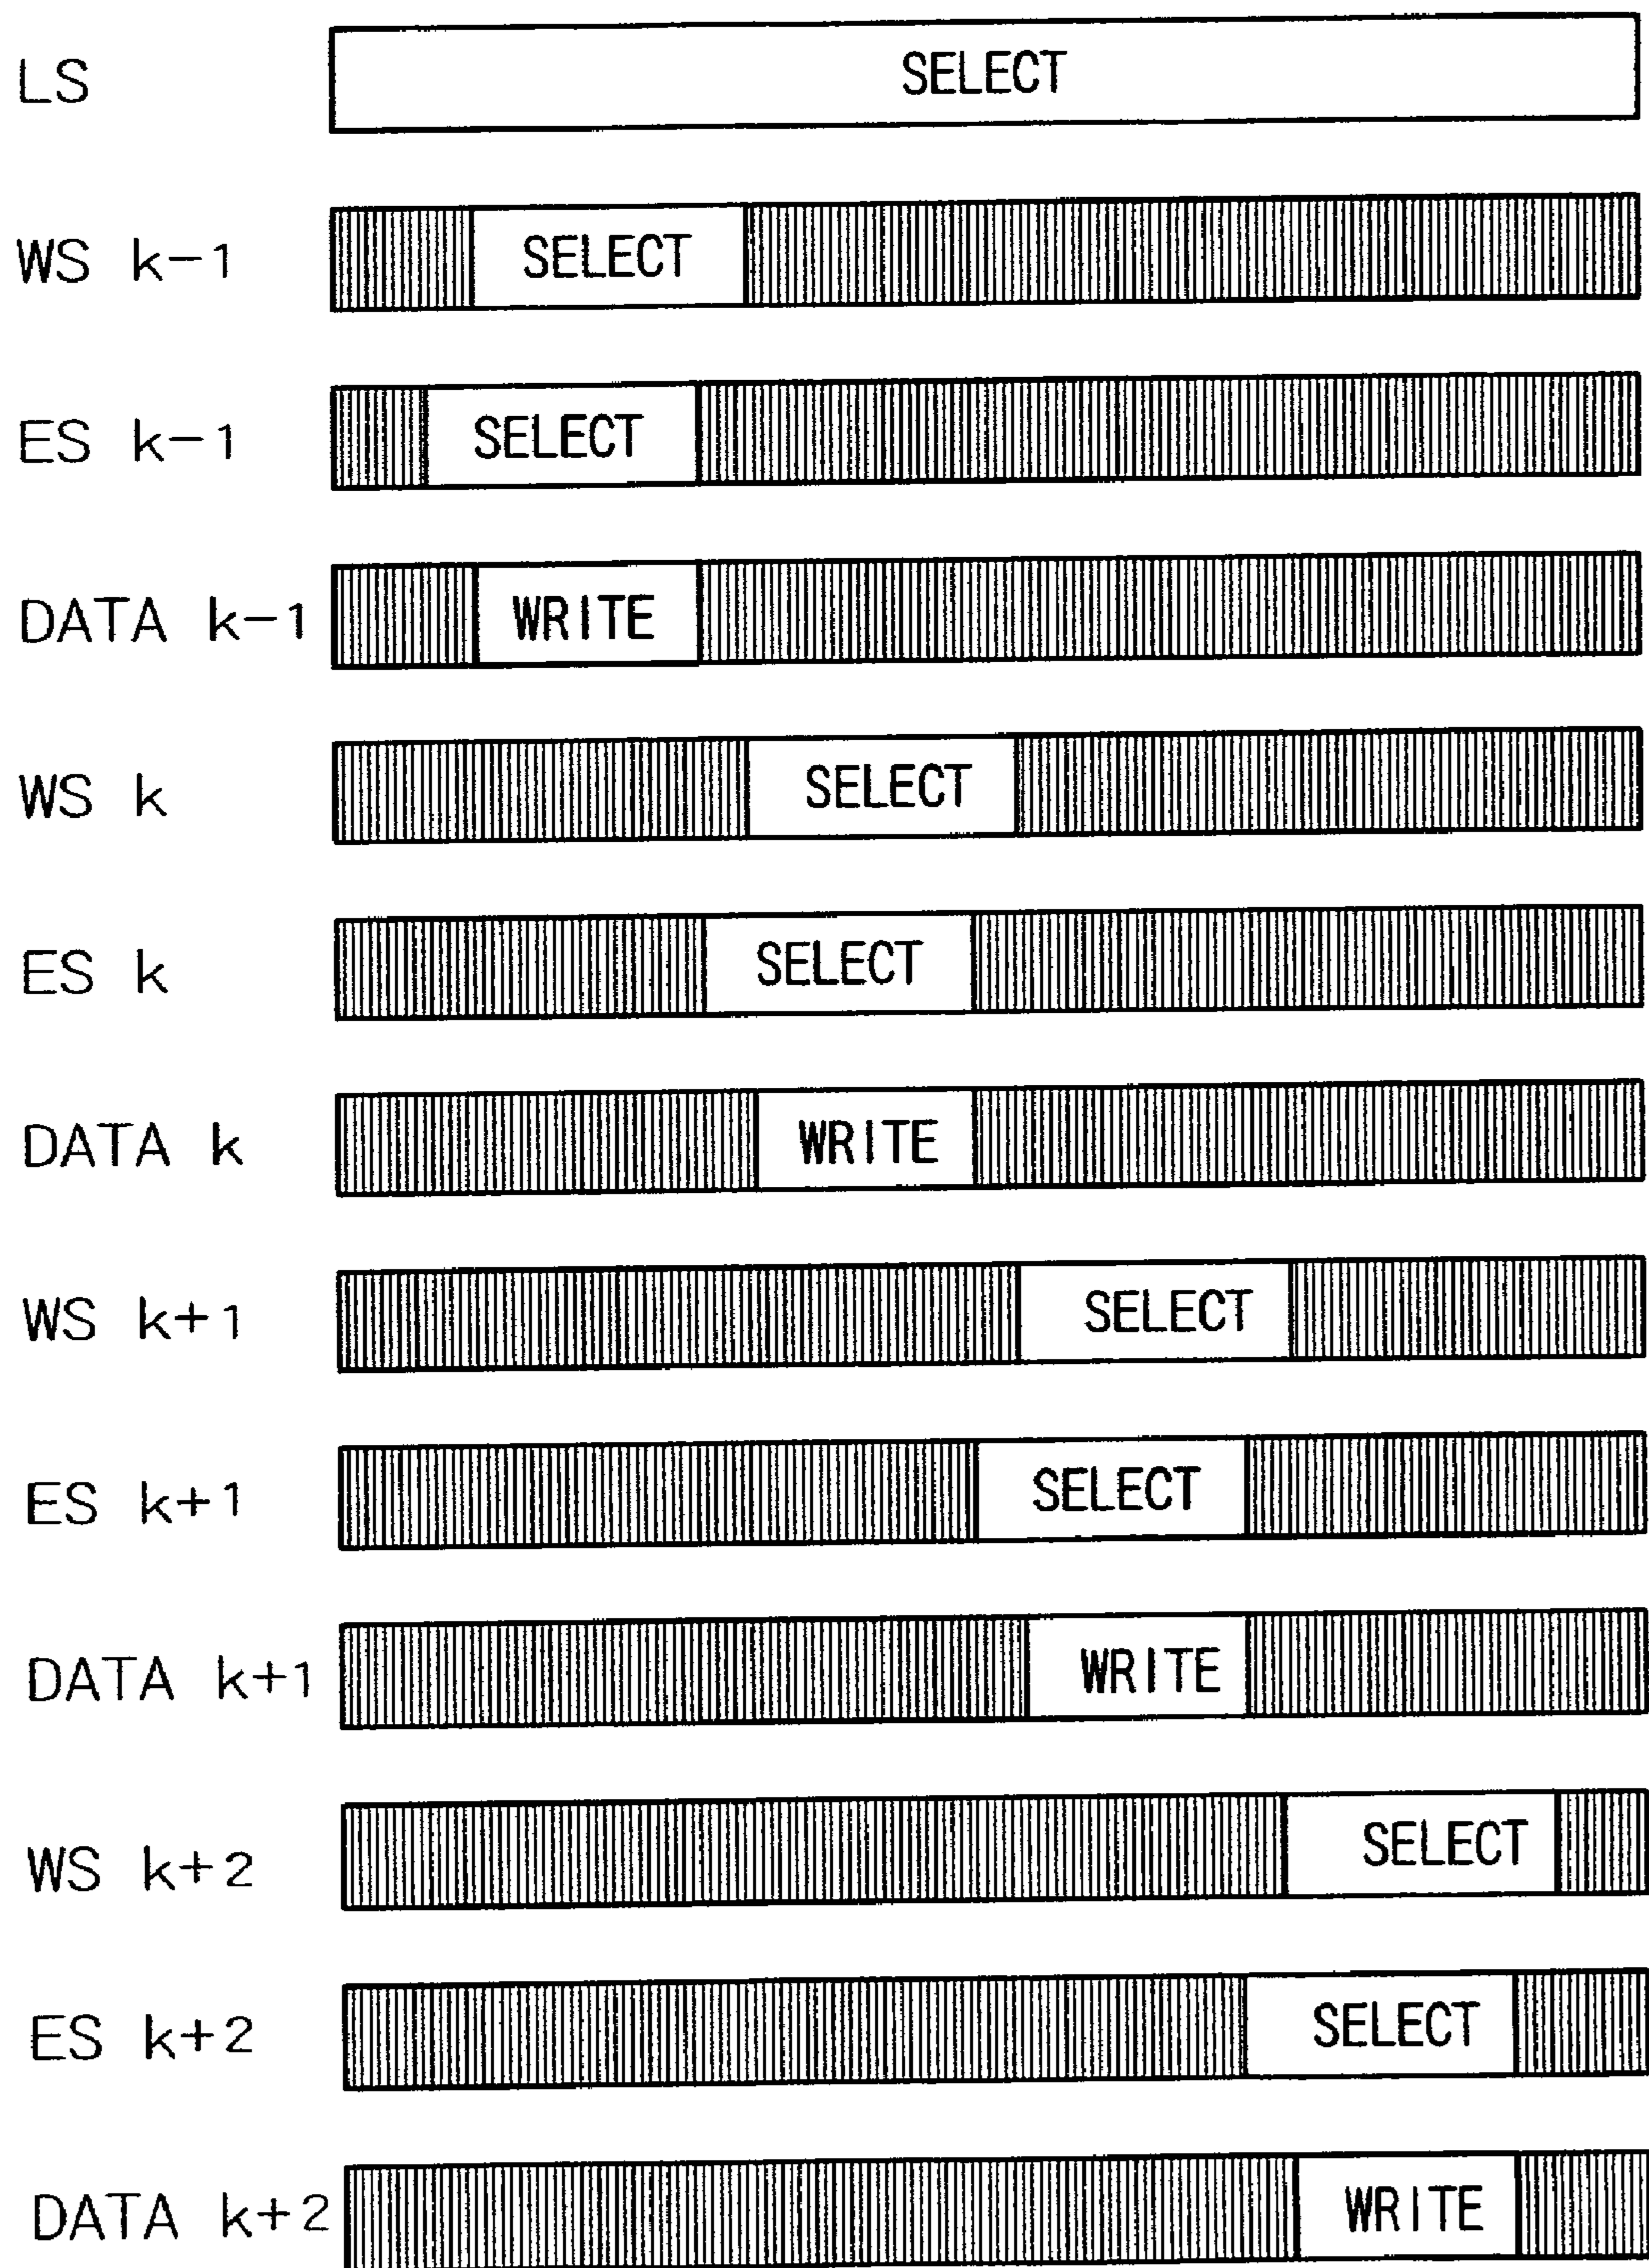 LS SELECT
WS k-1 SELECT
ES k-1 SELECT
DATA k-1 WRITE
WS k SELECT
ES k SELECT
DATA k WRITE
WS k+1 SELECT
ES k+1 SELECT
DATA k+1 WRITE
WS k+2 SELECT
ES k+2 SELECT
DATA k+2 WRITE